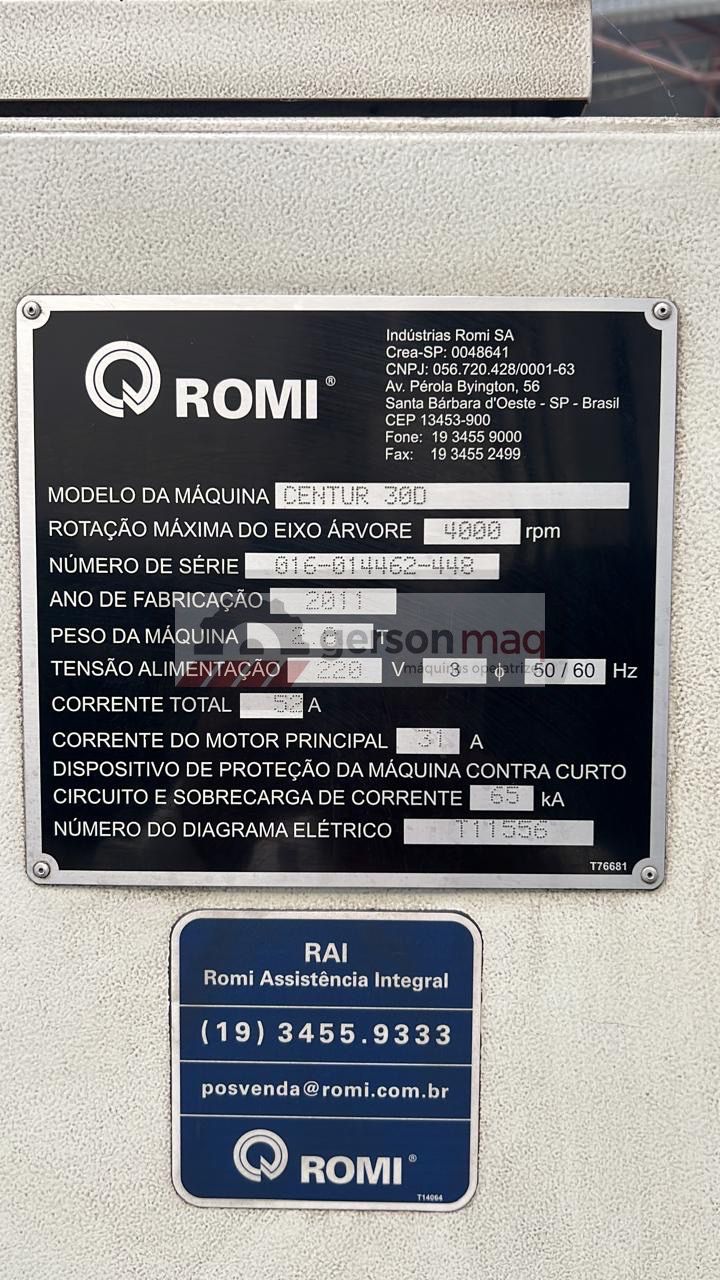 ROMI®
Indústrias Romi SA
Crea-SP: 0048641
CNPJ: 056.720.428/0001-63
Av. Pérola Byington, 56
Santa Bárbara d'Oeste - SP - Brasil
CEP 13453-900
Fone: 19 3455 9000
Fax: 19 3455 2499
MODELO DA MÁQUINA CENTUR 30D
ROTAÇÃO MÁXIMA DO EIXO ÁRVORE 4000 rpm
NÚMERO DE SÉRIE 016-014462-448
ANO DE FABRICAÇÃO 2011
PESO DA MÁQUINA T
gerson maq
máquinas operatrizes
TENSÃO ALIMENTAÇÃO 220 V 3 ϕ 50 / 60 Hz
CORRENTE TOTAL A
CORRENTE DO MOTOR PRINCIPAL 31 A
DISPOSITIVO DE PROTEÇÃO DA MÁQUINA CONTRA CURTO
CIRCUITO E SOBRECARGA DE CORRENTE 65 kA
NÚMERO DO DIAGRAMA ELÉTRICO T11556
T76681
RAI
Romi Assistência Integral
(19) 3455.9333
posvenda@romi.com.br
ROMI®
T14064